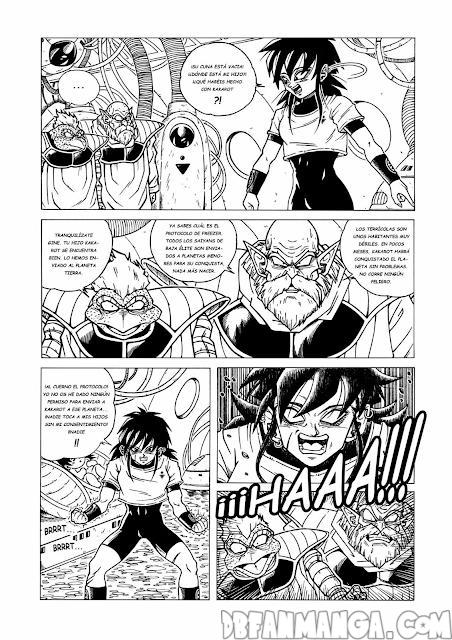 ...
¡SU CUNA ESTÁ VACÍA!
¡DÓNDE ESTÁ MI HIJO!
¡QUÉ HABÉIS HECHO
CON KAKAROT
?!
TRANQUILÍZATE
GINE. TU HIJO KAKA-
ROT SE ENCUENTRA
BIEN. LO HEMOS EN-
VIADO AL PLANETA
TIERRA.
YA SABES CUÁL ES EL
PROTOCOLO DE FREEZER.
TODOS LOS SAIYANS DE
BAJA ÉLITE SON ENVIA-
DOS A PLANETAS MENO-
RES PARA SU CONQUISTA,
NADA MÁS NACER.
LOS TERRÍCOLAS SON
UNOS HABITANTES MUY
DÉBILES. EN POCOS
MESES, KAKAROT HABRÁ
CONQUISTADO EL PLA-
NETA SIN PROBLEMAS.
NO CORRE NINGÚN
PELIGRO.
¡AL CUERNO EL PROTOCOLO!
YO NO OS HE DADO NINGÚN
PERMISO PARA ENVIAR A
KAKAROT A ESE PLANETA...
¡NADIE TOCA A MIS HIJOS
SIN MI CONSENTIMIENTO!
¡NADIE
!!
BRRRT...
BRRRT...
¡¡¡HAAA!!!
DBFANMANGA.COM